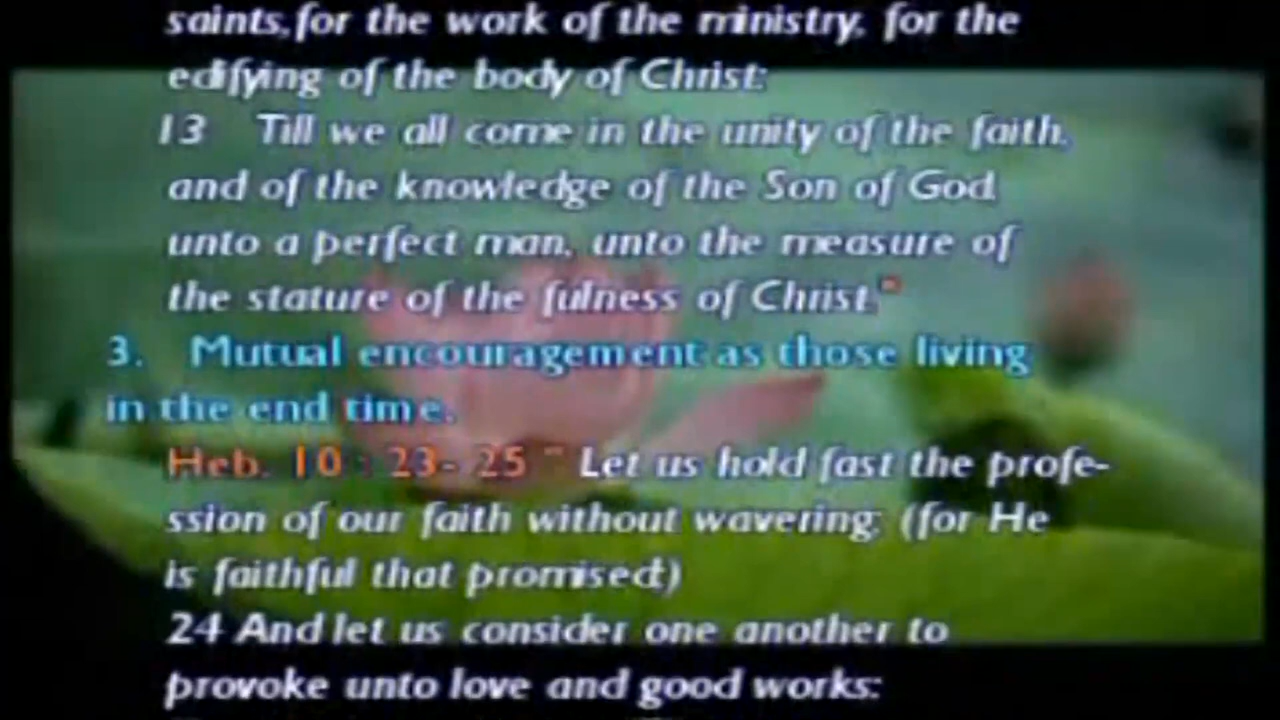 saints,for the work of the ministry, for the
edifying of the body of Christ:
13 Till we all come in the unity of the faith,
and of the knowledge of the Son of God
unto a perfect man, unto the measure of
the stature of the fulness of Christ."
3. Mutual encouragement as those living
in the end time.
Heb. 10 : 23- 25 " Let us hold fast the profe-
ssion of our faith without wavering; (for He
is faithful that promised;)
24 And let us consider one another to
provoke unto love and good works: